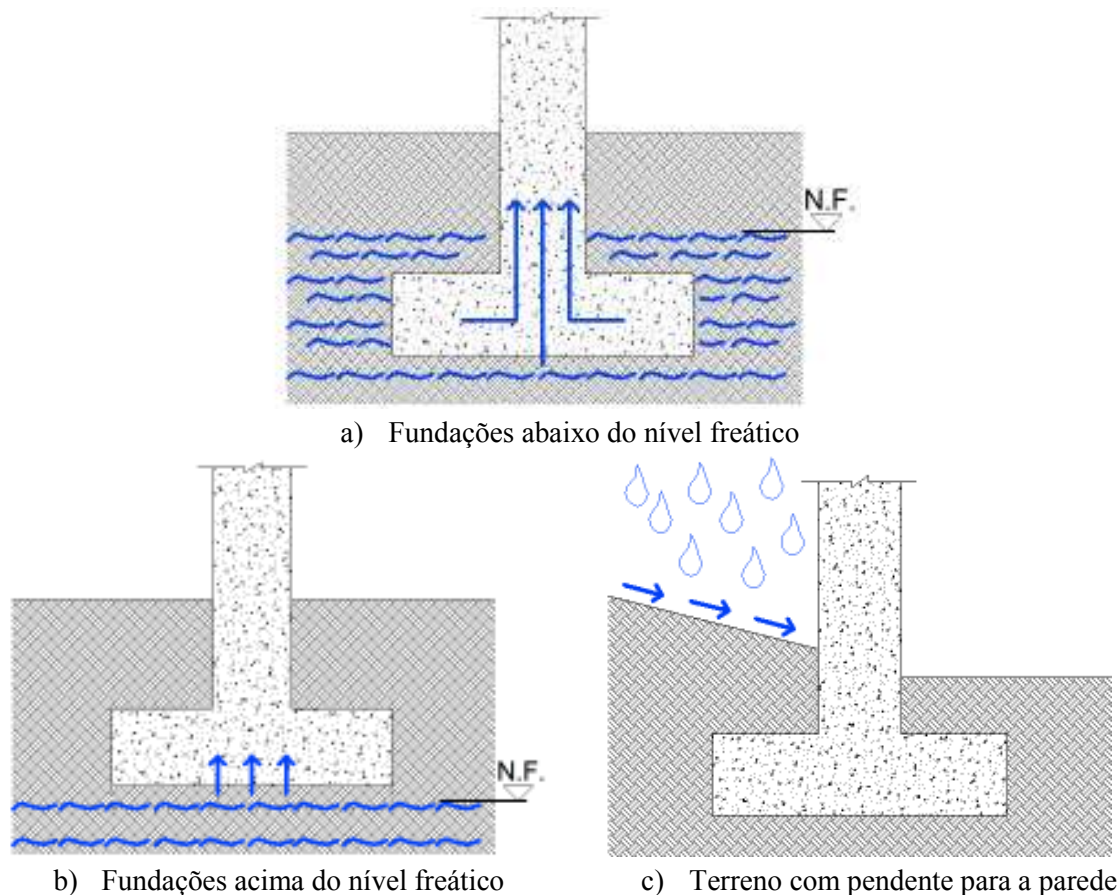 N.F.
a) Fundações abaixo do nível freático
N.F.
b) Fundações acima do nível freático
c) Terreno com pendente para a parede